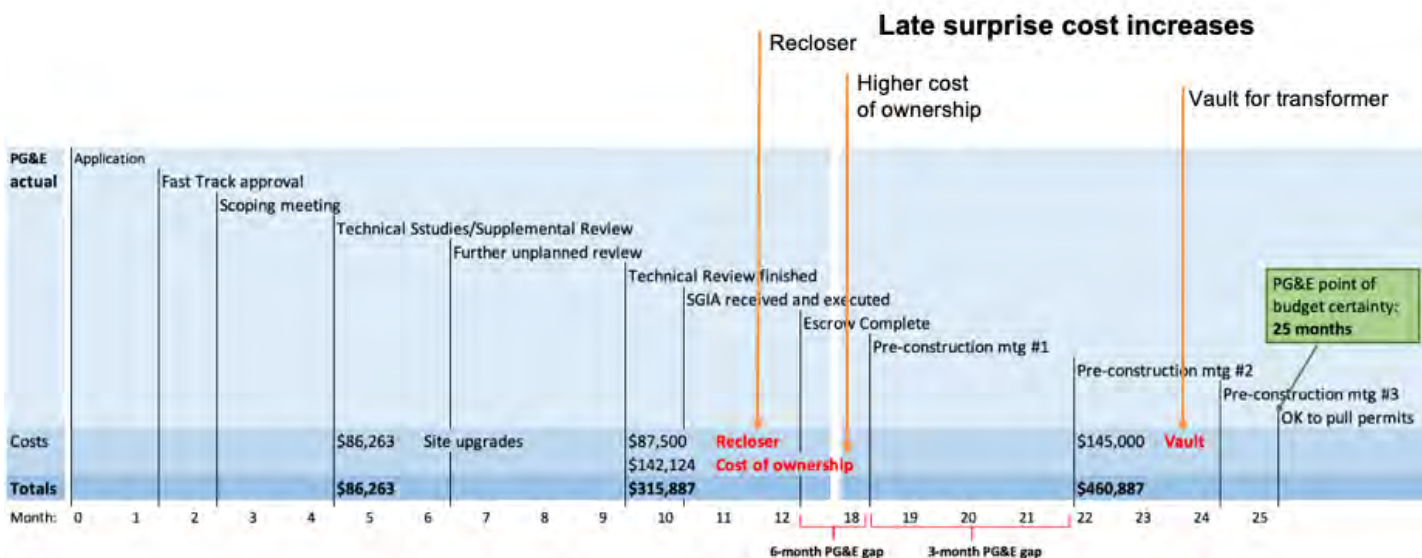 Late surprise cost increases
Recloser
Higher cost
of ownership
Vault for transformer
PG&E
actual
Application
Fast Track approval
Scoping meeting
Technical Sstudies/Supplemental Review
Further unplanned review
Technical Review finished
SGIA received and executed
Escrow Complete
Pre-construction mtg #1
PG&E point of
budget certainty:
25 months
Pre-construction mtg #2
Pre-construction mtg #3
OK to pull permits
Costs $86,263 Site upgrades $87,500 Recloser $145,000 Vault
$142,124 Cost of ownership
Totals $86,263 $315,887 $460,887
Month: 0 1 2 3 4 5 6 7 8 9 10 11 12 18 19 20 21 22 23 24 25
6-month PG&E gap 3-month PG&E gap